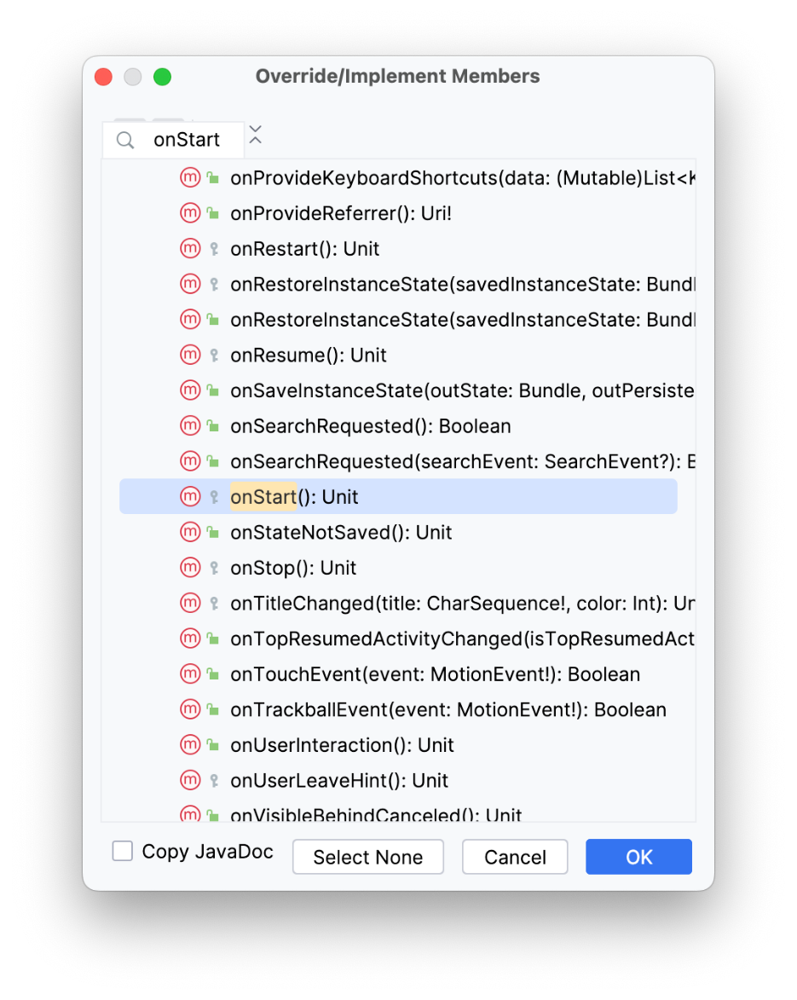 Override/Implement Members
onStart
onProvideKeyboardShortcuts(data: (Mutable)List<K
onProvideReferrer(): Uri!
onRestart(): Unit
onRestoreInstanceState(savedInstanceState: Bundl
onRestoreInstanceState(savedInstanceState: Bundl
onResume(): Unit
onSaveInstanceState(outState: Bundle, outPersiste
onSearchRequested(): Boolean
onSearchRequested(searchEvent: SearchEvent?): B
onStart(): Unit
onStateNotSaved(): Unit
onStop(): Unit
onTitleChanged(title: CharSequence!, color: Int): Un
onTopResumedActivityChanged(isTopResumedAct
onTouchEvent(event: MotionEvent!): Boolean
onTrackballEvent(event: MotionEvent!): Boolean
onUserInteraction(): Unit
onUserLeaveHint(): Unit
onVisibleBehindCanceled(): Unit
Copy JavaDoc Select None Cancel OK